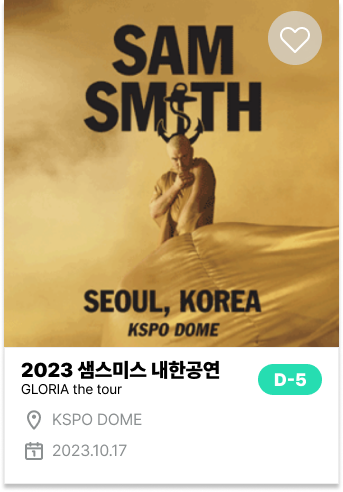 SAM
SMITH
SEOUL, KOREA
KSPO DOME
2023 샘스미스 내한공연
GLORIA the tour
D-5
KSPO DOME
2023.10.17